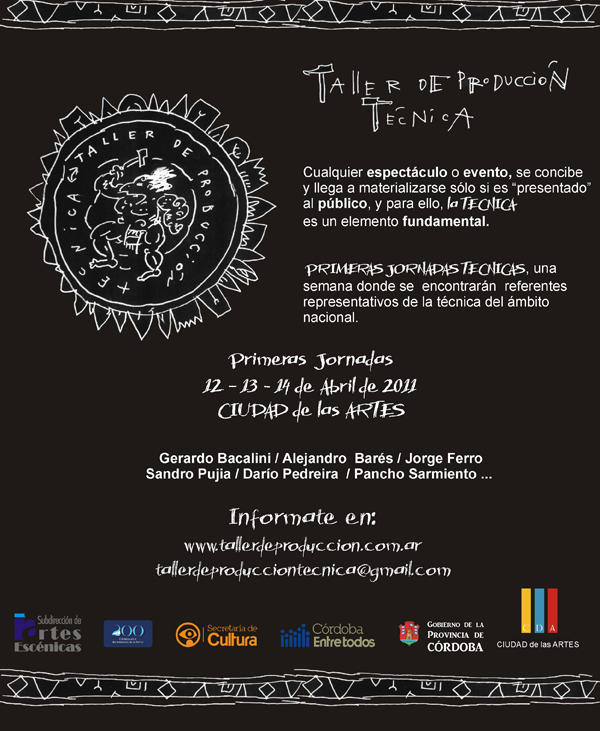 TALLER DE PRODUCCIÓN
TÉCNICA
TALLER DE PRODUCCIÓN TECNICA
Cualquier espectáculo o evento, se concibe
y llega a materializarse sólo si es “presentado”
al público, y para ello, la TECNICA
es un elemento fundamental.
PRIMERAS JORNADAS TECNICAS, una
semana donde se encontrarán referentes
representativos de la técnica del ámbito
nacional.
Primeras Jornadas
12 - 13 - 14 de Abril de 2011
CIUDAD de las ARTES
Gerardo Bacalini / Alejandro Barés / Jorge Ferro
Sandro Pujia / Darío Pedreira / Pancho Sarmiento ...
Informate en:
www.tallerdeproduccion.com.ar
tallerdeproducciontecnica@gmail.com
Subdirección de
Artes
Escénicas
200
Secretaría de
Cultura
Córdoba
Entre todos
GOBIERNO DE LA
PROVINCIA DE
CÓRDOBA
CDA
CIUDAD de las ARTES